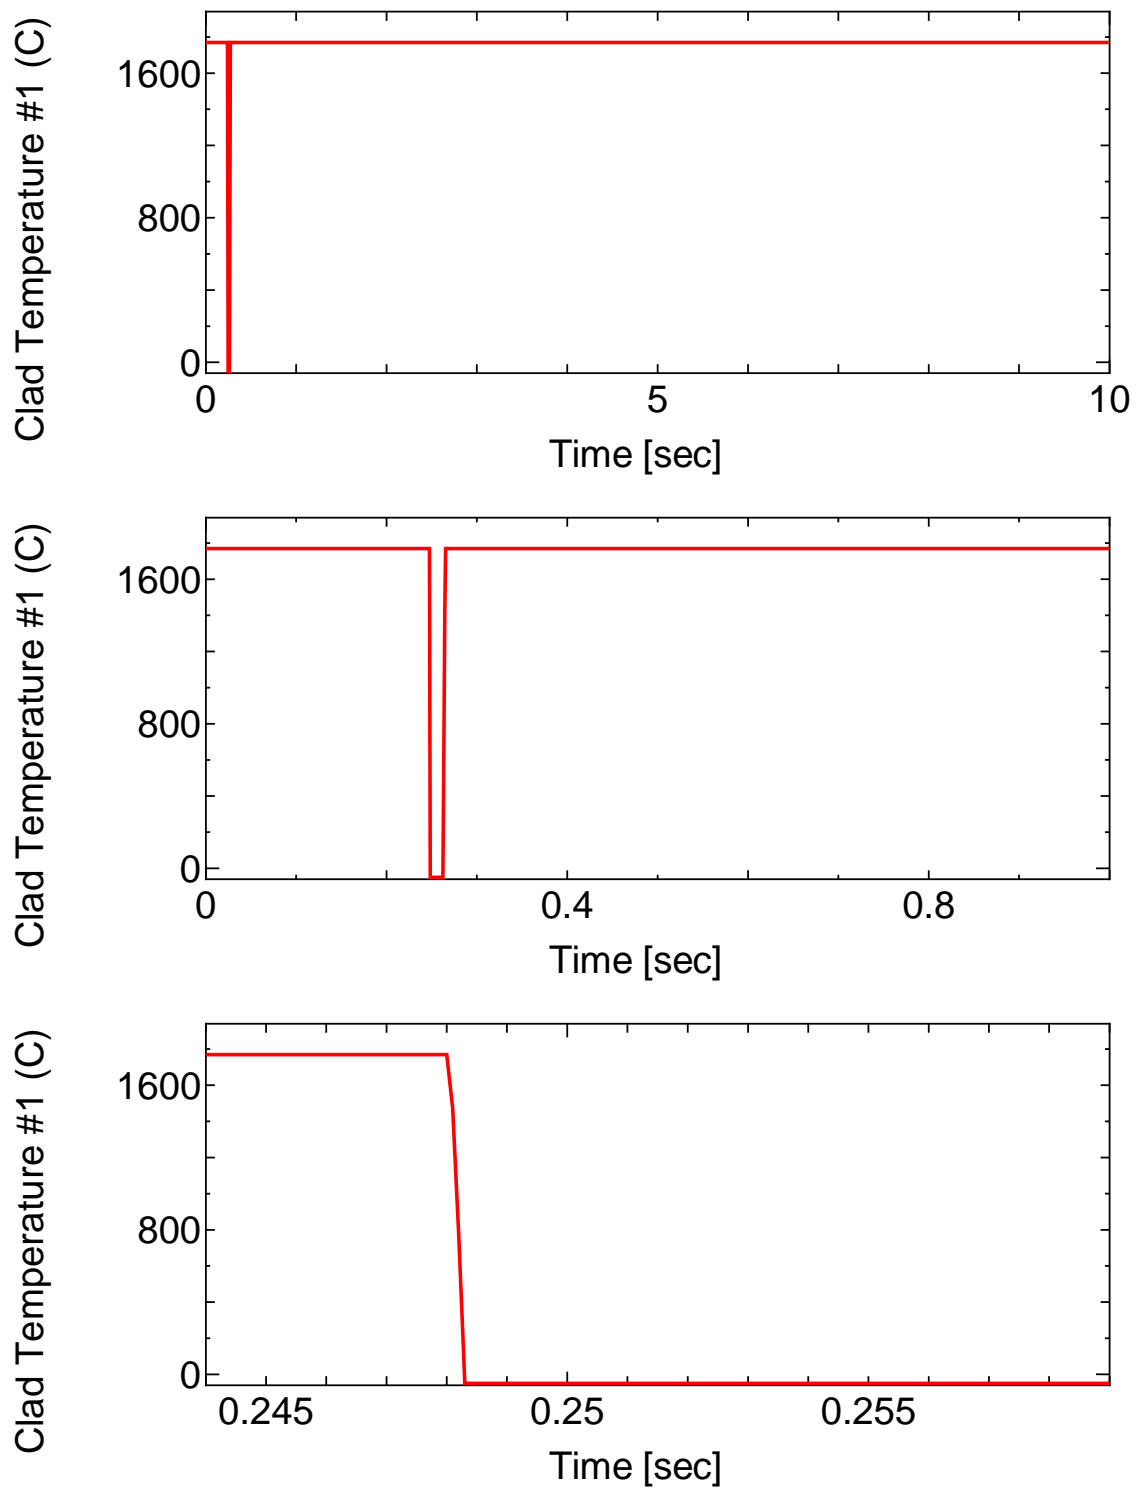 Clad Temperature #1 (C)
1600
800
0
0 5 10
Time [sec]
Clad Temperature #1 (C)
1600
800
0
0 0.4 0.8
Time [sec]
Clad Temperature #1 (C)
1600
800
0
0.245 0.25 0.255
Time [sec]